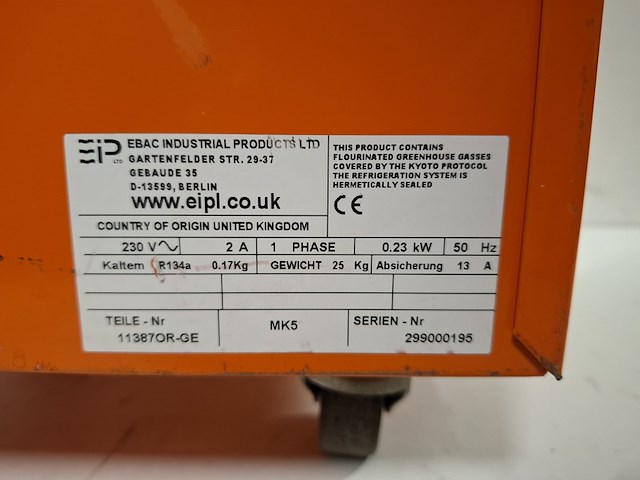 EIP LTD
EBAC INDUSTRIAL PRODUCTS LTD
GARTENFELDER STR. 29-37
GEBAUDE 35
D-13599, BERLIN
www.eipl.co.uk
COUNTRY OF ORIGIN UNITED KINGDOM
THIS PRODUCT CONTAINS
FLOURINATED GREENHOUSE GASSES
COVERED BY THE KYOTO PROTOCOL
THE REFRIGERATION SYSTEM IS
HERMETICALLY SEALED
CE
230 V 2 A 1 PHASE 0.23 kW 50 Hz
Kaltem R134a 0.17Kg GEWICHT 25 Kg Absicherung 13 A
TEILE - Nr
11387OR-GE
MK5
SERIEN - Nr
299000195